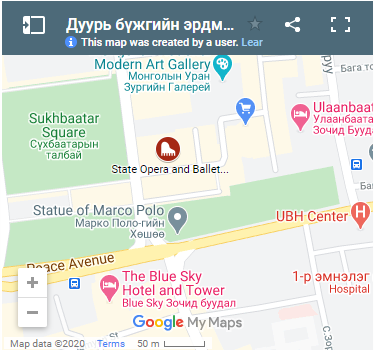 Дуурь бүжгийн эрдм...
This map was created by a user. Lear
Modern Art Gallery
Монголын Уран
Зургийн Галерей
Бага то
Sukhbaatar
Square
Сүхбаатарын
талбай
Ulaanbaat
Улаанбаатар
Зочид Буудал
State Opera and Ballet...
Statue of Marco Polo
Марко Поло-гийн
Хөшөө
UBH Center
Peace Avenue
The Blue Sky
Hotel and Tower
Blue Sky Зочид буудал
1-р эмнэлэг
Hospital
Google My Maps
Map data ©2020 Terms 50 m